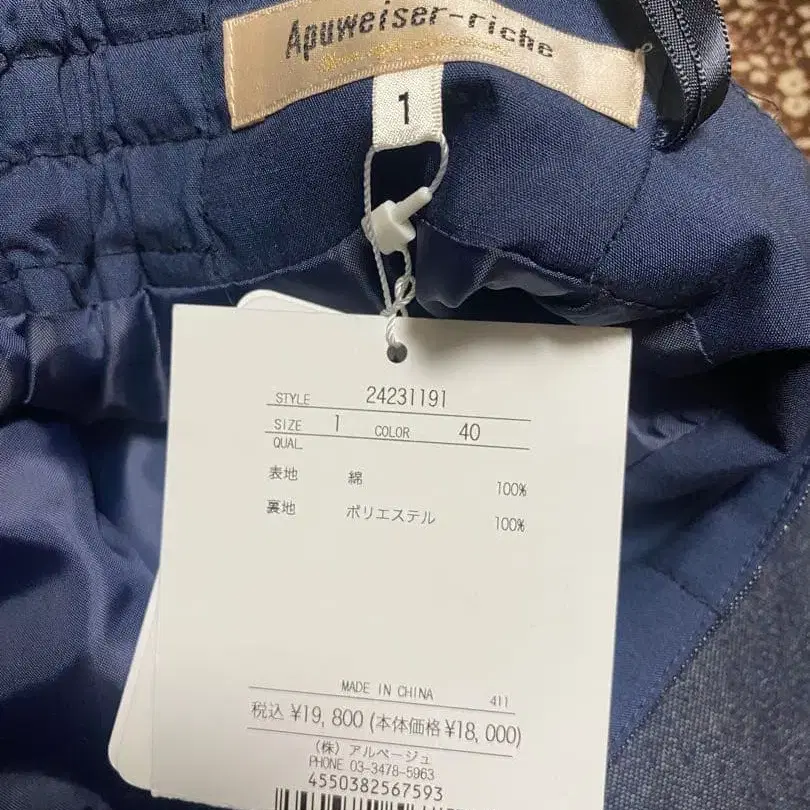 Apuweiser-riche
1
STYLE 24231191
SIZE 1 COLOR 40
QUAL.
表地 綿 100%
裏地 ポリエステル 100%
MADE IN CHINA 411
税込 ¥19,800 (本体価格¥18,000)
(株) アルページュ
PHONE 03-3478-5963
4550382567593